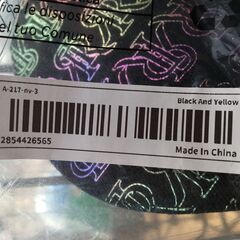 fica le disposizioni
el tuo Comune
A-217-nv-3
Black And Yellow
2854426565
Made In China